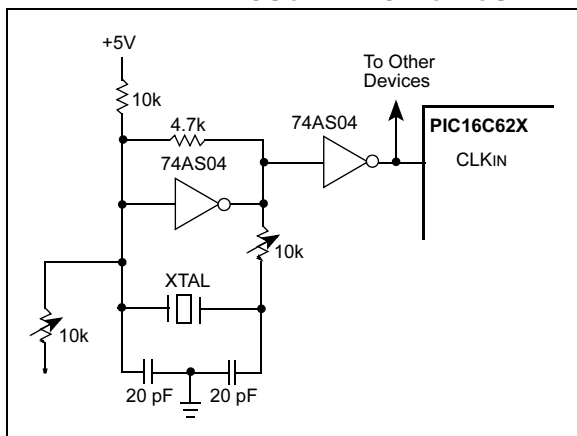 +5V
10k
4.7k
74AS04
74AS04
To Other
Devices
PIC16C62X
CLKIN
10k
XTAL
10k
20 pF
20 pF